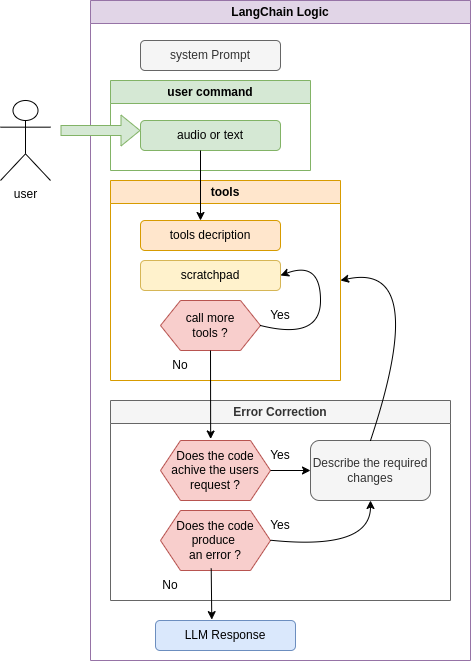 LangChain Logic
system Prompt
user command
audio or text
user
tools
tools decription
scratchpad
call more
tools ?
Yes
No
Error Correction
Does the code
achive the users
request ?
Yes
Describe the required
changes
Does the code
produce
an error ?
Yes
No
LLM Response